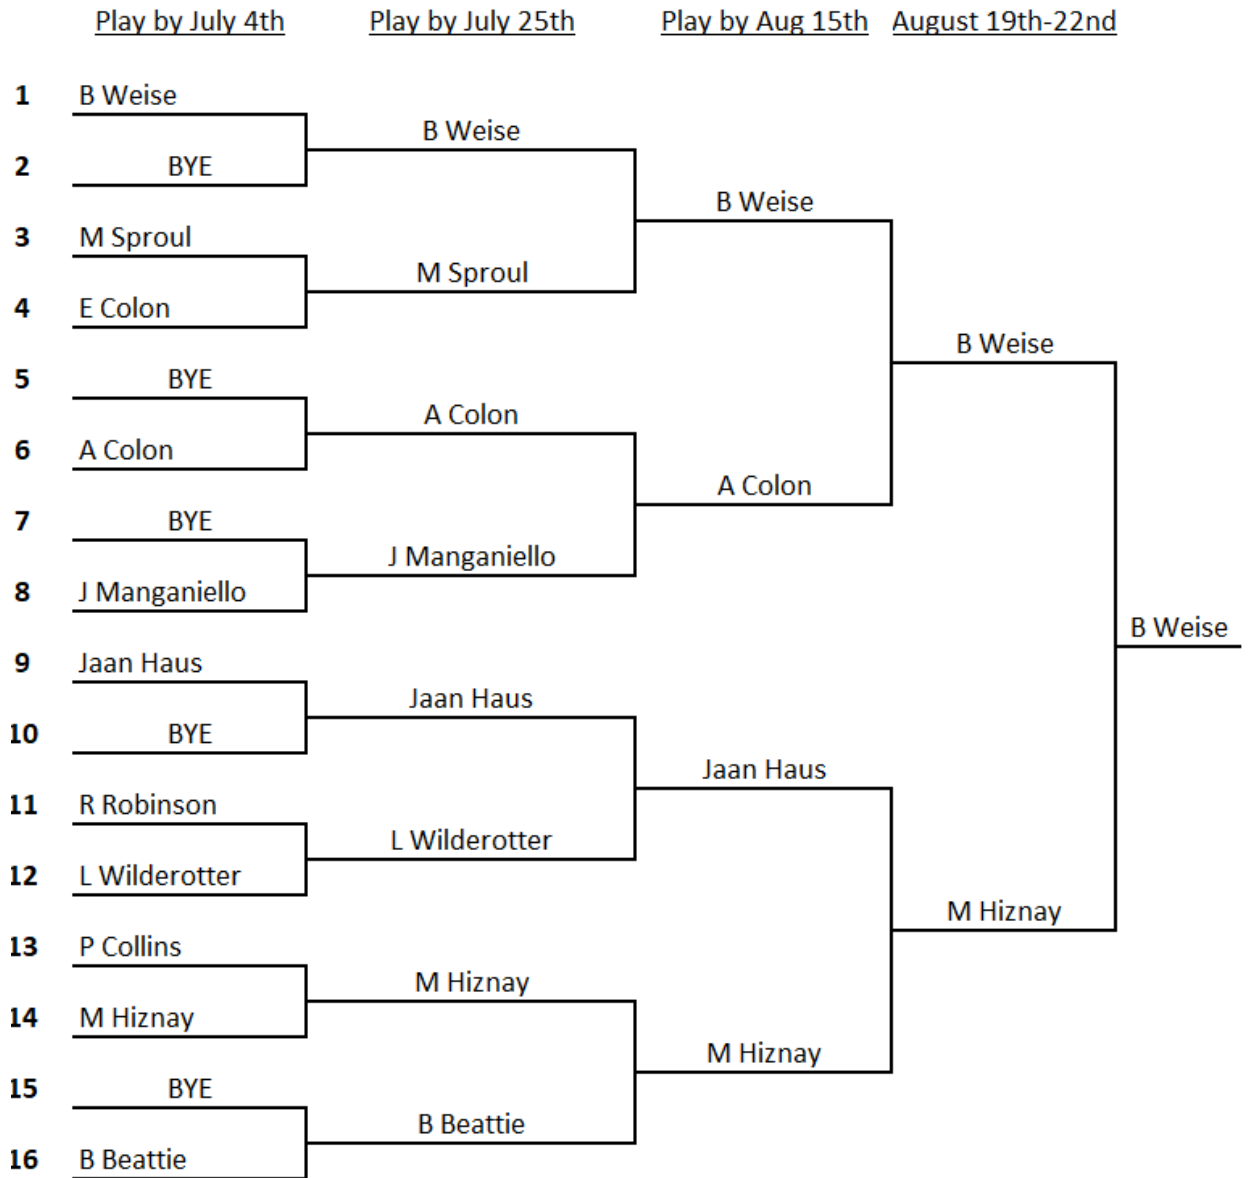 Play by July 4th Play by July 25th Play by Aug 15th August 19th-22nd
1 B Weise
B Weise
2 BYE
B Weise
3 M Sproul
M Sproul
4 E Colon
B Weise
5 BYE
A Colon
6 A Colon
A Colon
7 BYE
J Manganiello
8 J Manganiello
B Weise
9 Jaan Haus
Jaan Haus
10 BYE
Jaan Haus
11 R Robinson
L Wilderotter
12 L Wilderotter
M Hiznay
13 P Collins
M Hiznay
14 M Hiznay
M Hiznay
15 BYE
B Beattie
16 B Beattie